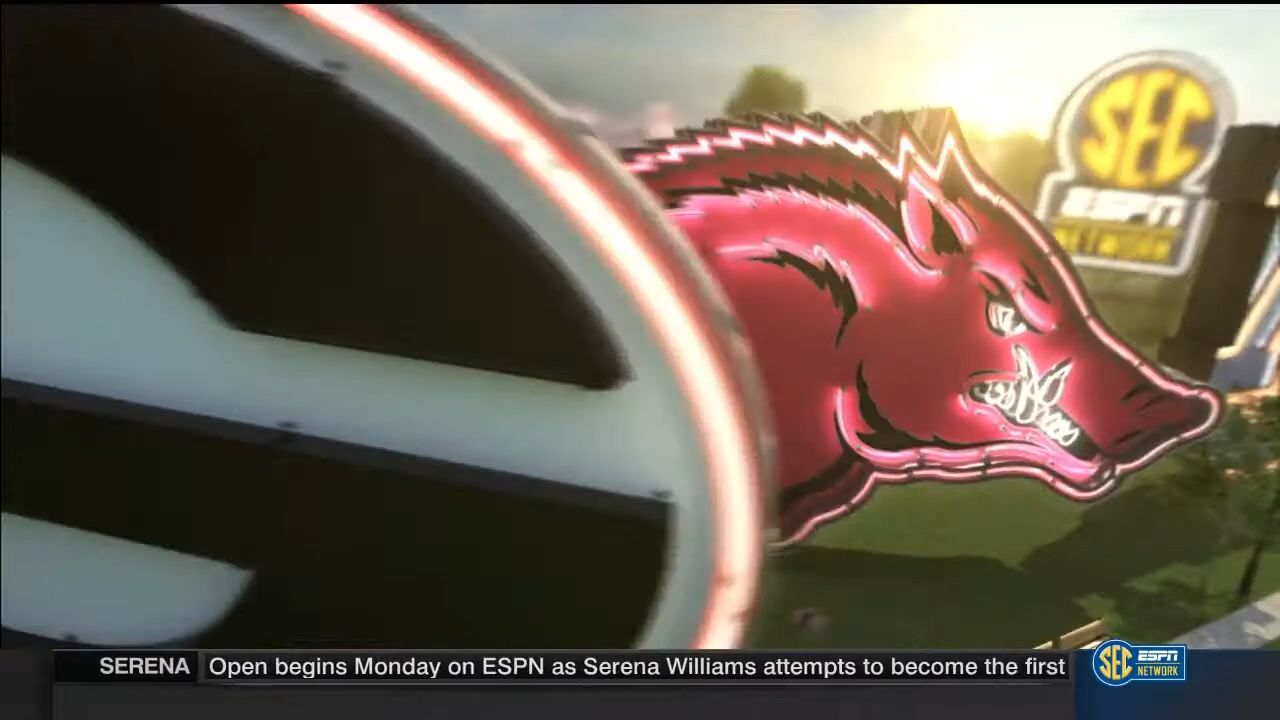 SEC
ESPN
NETWORK
SERENA
Open begins Monday on ESPN as Serena Williams attempts to become the first
SEC ESPN
NETWORK